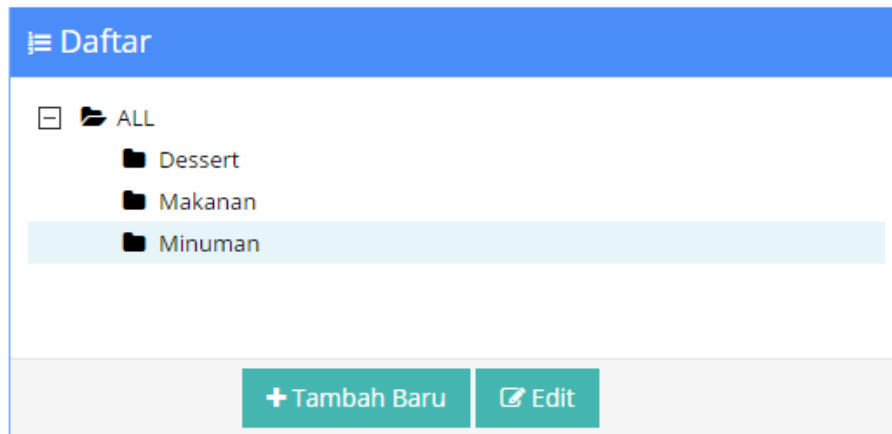 Daftar
ALL
Dessert
Makanan
Minuman
Tambah Baru Edit